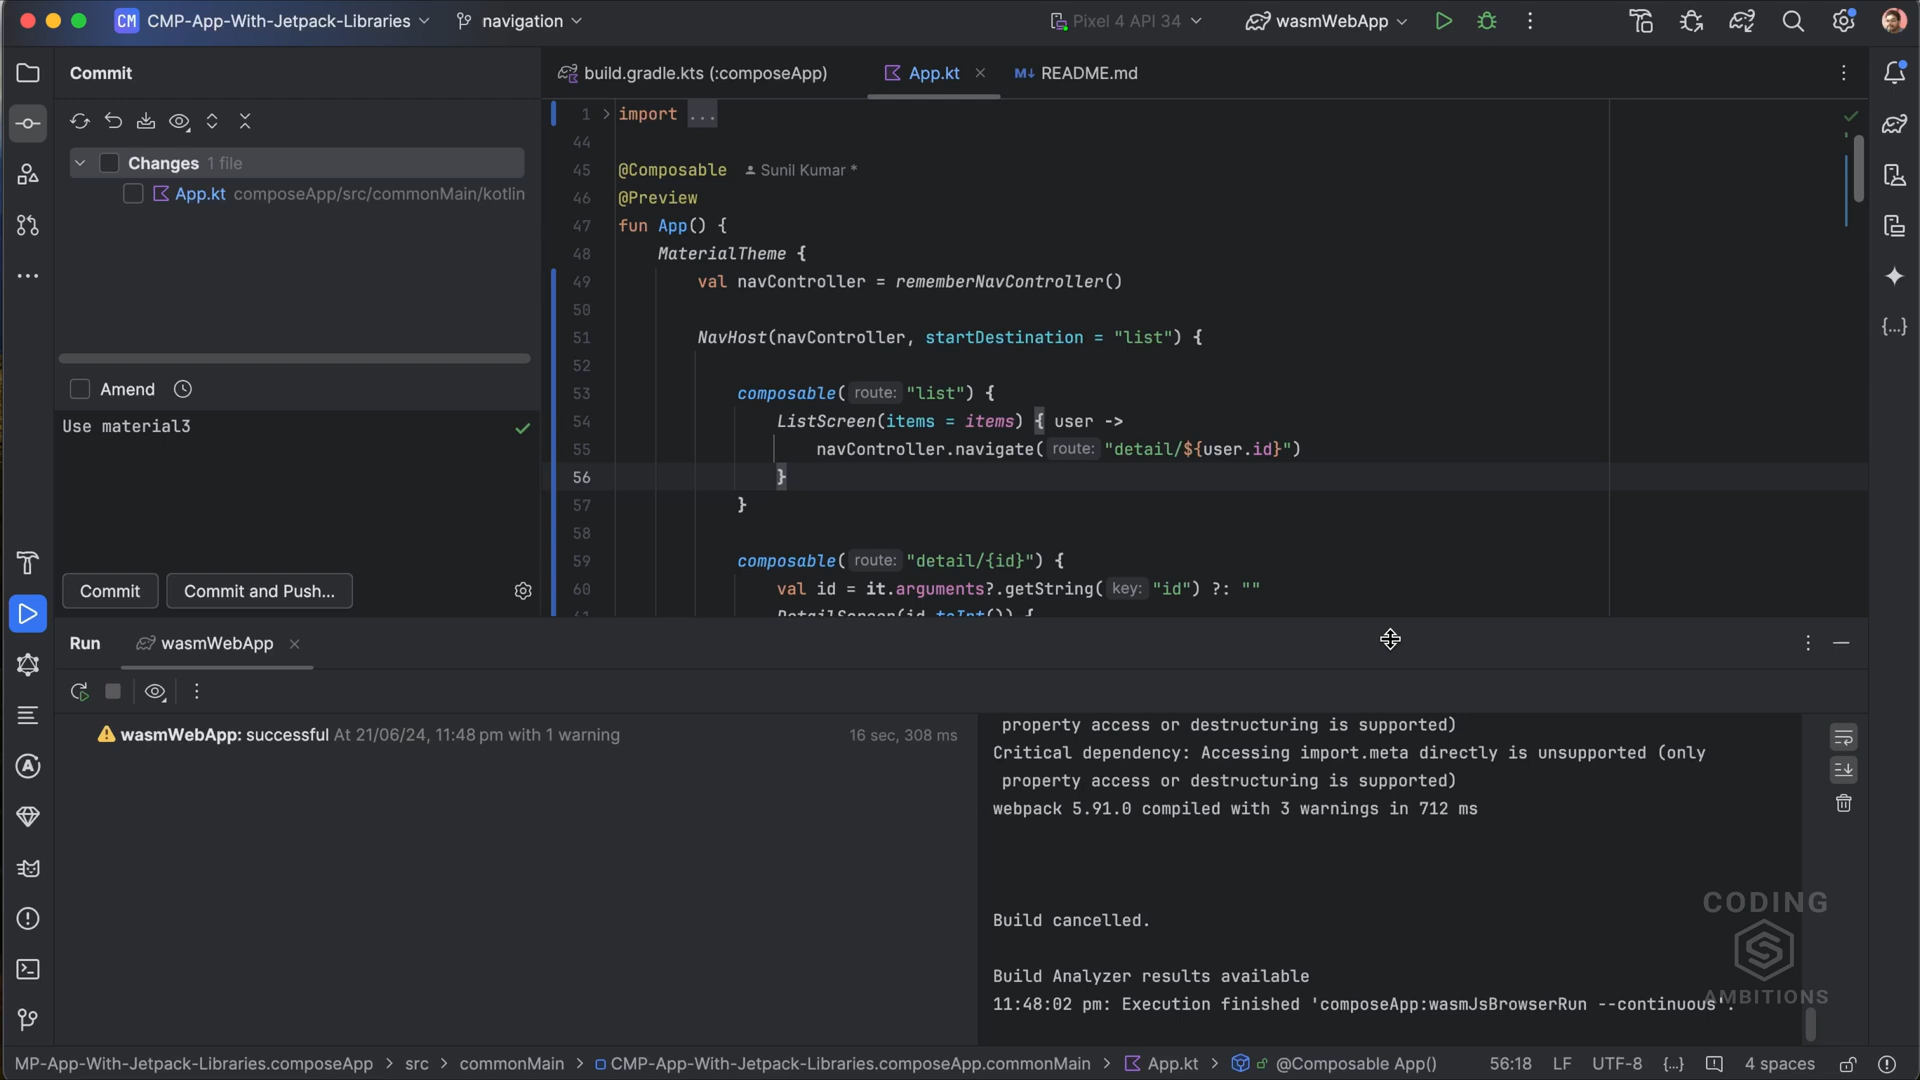 CM CMP-App-With-Jetpack-Libraries navigation Pixel 4 API 34 wasmWebApp
Commit
build.gradle.kts (:composeApp) App.kt README.md
Changes 1 file
App.kt composeApp/src/commonMain/kotlin
Amend
Use material3
Commit Commit and Push...
1 import ...
44
45 @Composable Sunil Kumar *
46 @Preview
47 fun App() {
48 MaterialTheme {
49 val navController = rememberNavController()
50
51 NavHost(navController, startDestination = "list") {
52
53 composable( route: "list") {
54 ListScreen(items = items) { user ->
55 navController.navigate( route: "detail/${user.id}")
56 }
57 }
58
59 composable( route: "detail/{id}") {
60 val id = it.arguments?.getString( key: "id") ?: ""
61 DetailScreen(id.toInt()) {
Run wasmWebApp
wasmWebApp: successful At 21/06/24, 11:48 pm with 1 warning 16 sec, 308 ms
property access or destructuring is supported)
Critical dependency: Accessing import.meta directly is unsupported (only
property access or destructuring is supported)
webpack 5.91.0 compiled with 3 warnings in 712 ms
Build cancelled.
Build Analyzer results available
11:48:02 pm: Execution finished 'composeApp:wasmJsBrowserRun --continuous'.
CODING
AMBITIONS
MP-App-With-Jetpack-Libraries.composeApp > src > commonMain > CMP-App-With-Jetpack-Libraries.composeApp.commonMain > App.kt > @Composable App() 56:18 LF UTF-8 {...} 4 spaces